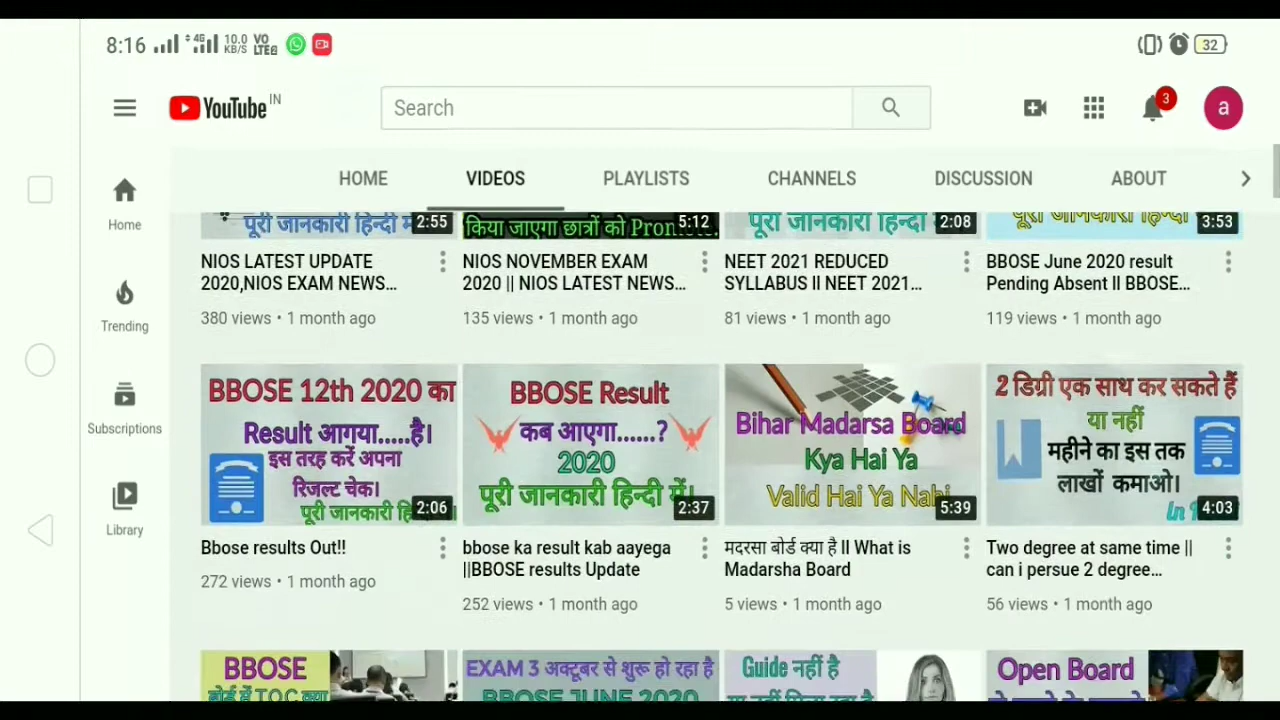 8:16 4G 10.0 KB/S VO LTE 32
YouTube IN
Search
3
a
HOME VIDEOS PLAYLISTS CHANNELS DISCUSSION ABOUT
Home
Trending
Subscriptions
Library
पूरी जानकारी हिन्दी में 2:55
किया जाएगा छात्रों को Promote. 5:12
पूरी जानकारी हिन्दी 2:08
पूरी जानकारी हिन्दी 3:53
NIOS LATEST UPDATE
2020,NIOS EXAM NEWS...
380 views • 1 month ago
NIOS NOVEMBER EXAM
2020 || NIOS LATEST NEWS...
135 views • 1 month ago
NEET 2021 REDUCED
SYLLABUS II NEET 2021...
81 views • 1 month ago
BBOSE June 2020 result
Pending Absent II BBOSE...
119 views • 1 month ago
BBOSE 12th 2020 का
Result आगया.....है।
इस तरह करें अपना
रिजल्ट चेक।
पूरी जानकारी 2:06
Bbose results Out!!
272 views • 1 month ago
BBOSE Result
कब आएगा......?
2020
पूरी जानकारी हिन्दी में। 2:37
bbose ka result kab aayega
||BBOSE results Update
252 views • 1 month ago
Bihar Madarsa Board
Kya Hai Ya
Valid Hai Ya Nahi
5:39
मदरसा बोर्ड क्या है II What is
Madarsha Board
5 views • 1 month ago
2 डिग्री एक साथ कर सकते हैं
या नहीं
महीने का इस तक
लाखों कमाओ।
In 4:03
Two degree at same time ||
can i persue 2 degree...
56 views • 1 month ago
BBOSE
बोर्ड में T.O.C क्या
EXAM 3 अक्टूबर से शुरू हो रहा है
BBOSE JUNE 2020
Guide नहीं है
Open Board